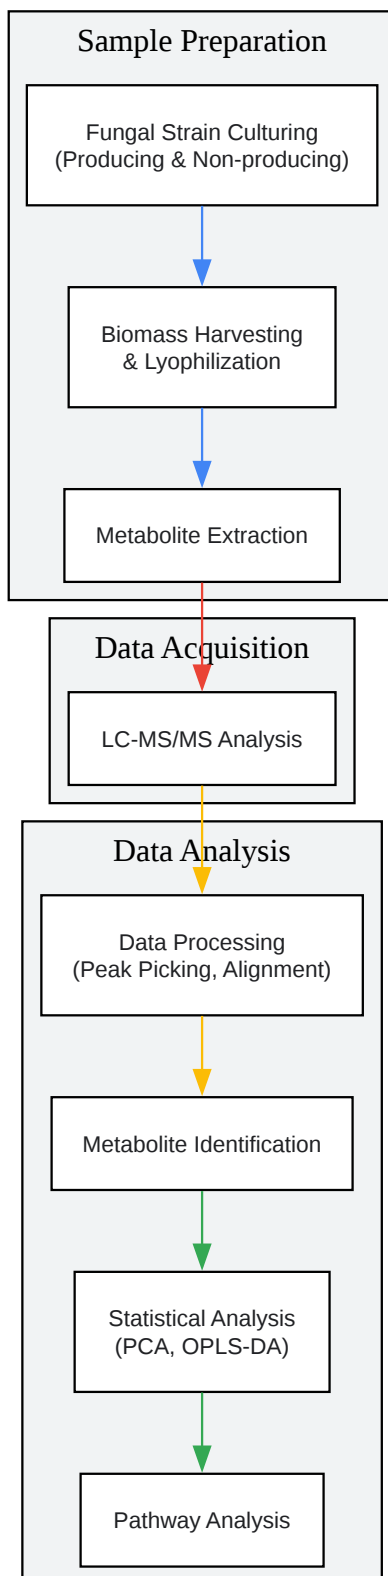 Sample Preparation
Fungal Strain Culturing
(Producing & Non-producing)
Biomass Harvesting
& Lyophilization
Metabolite Extraction
Data Acquisition
LC-MS/MS Analysis
Data Analysis
Data Processing
(Peak Picking, Alignment)
Metabolite Identification
Statistical Analysis
(PCA, OPLS-DA)
Pathway Analysis